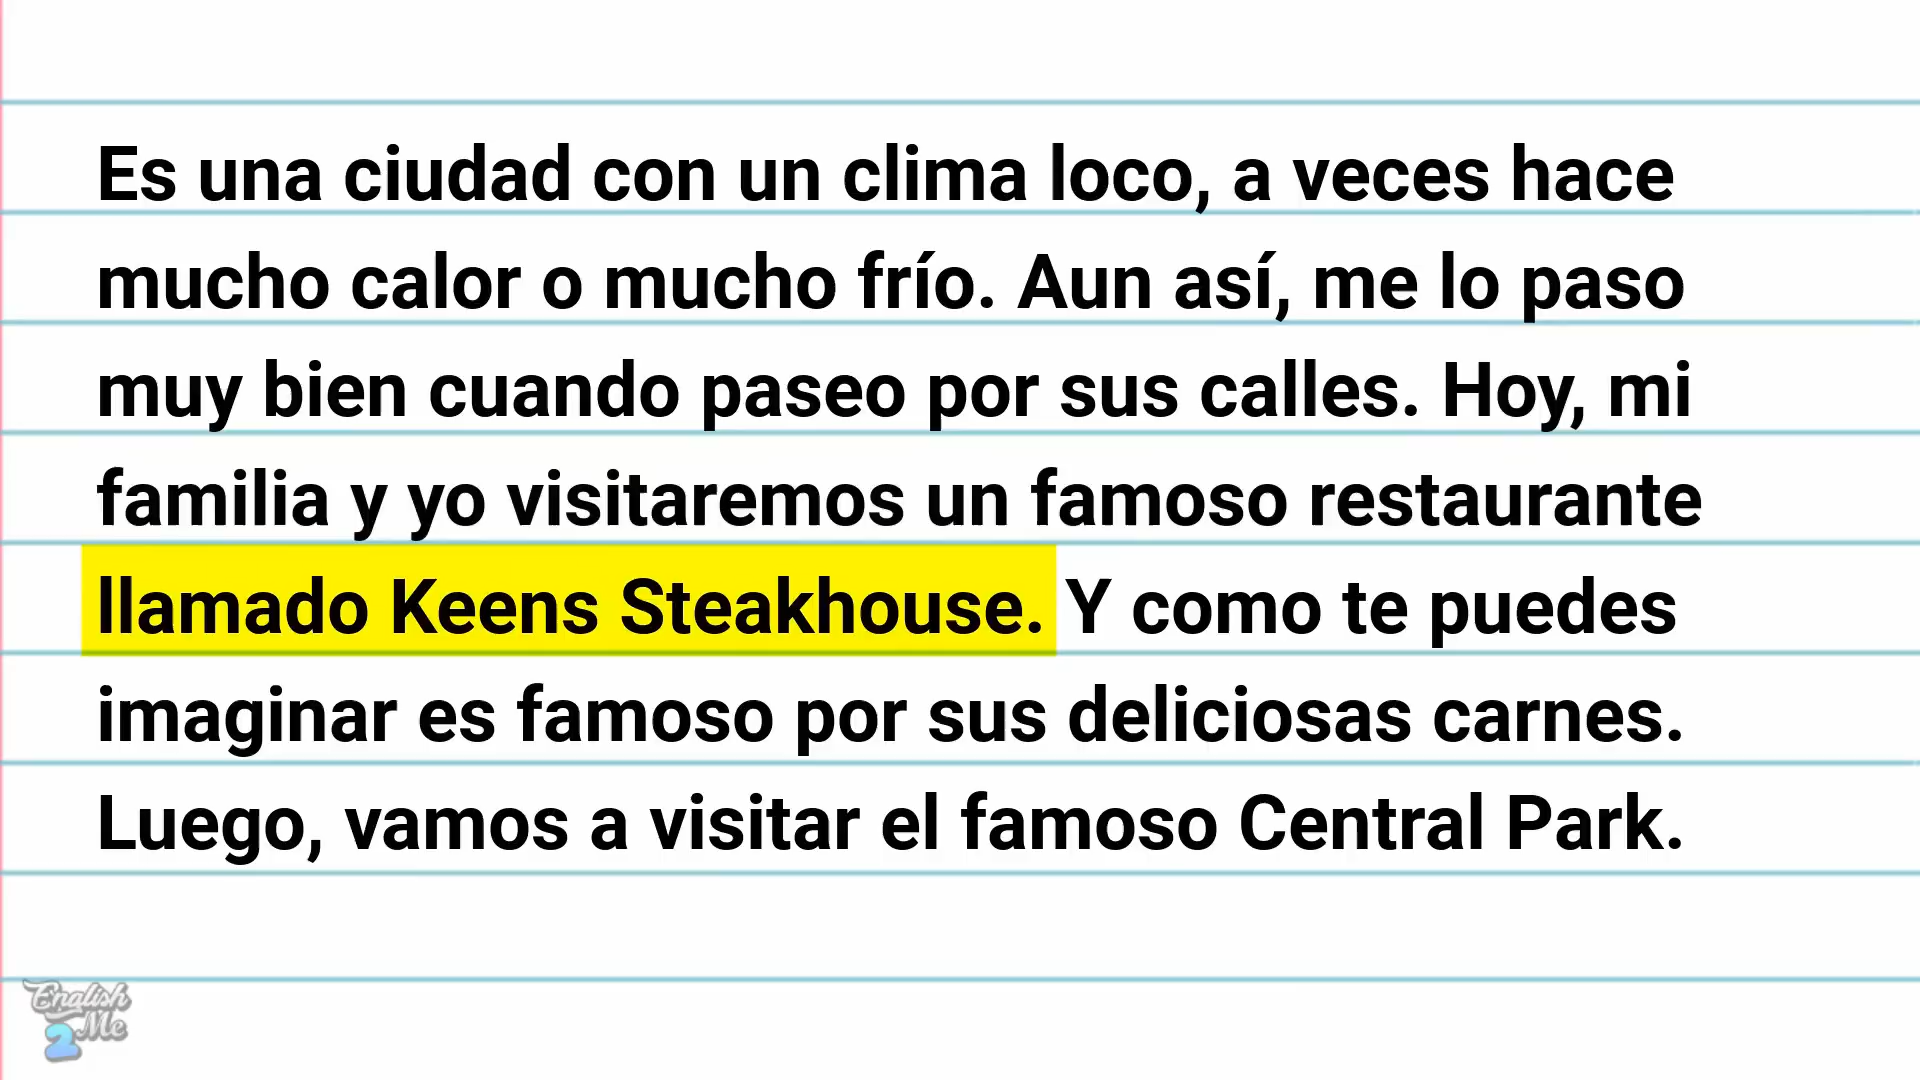 Es una ciudad con un clima loco, a veces hace
mucho calor o mucho frío. Aun así, me lo paso
muy bien cuando paseo por sus calles. Hoy, mi
familia y yo visitaremos un famoso restaurante
llamado Keens Steakhouse. Y como te puedes
imaginar es famoso por sus deliciosas carnes.
Luego, vamos a visitar el famoso Central Park.
English
2 Me